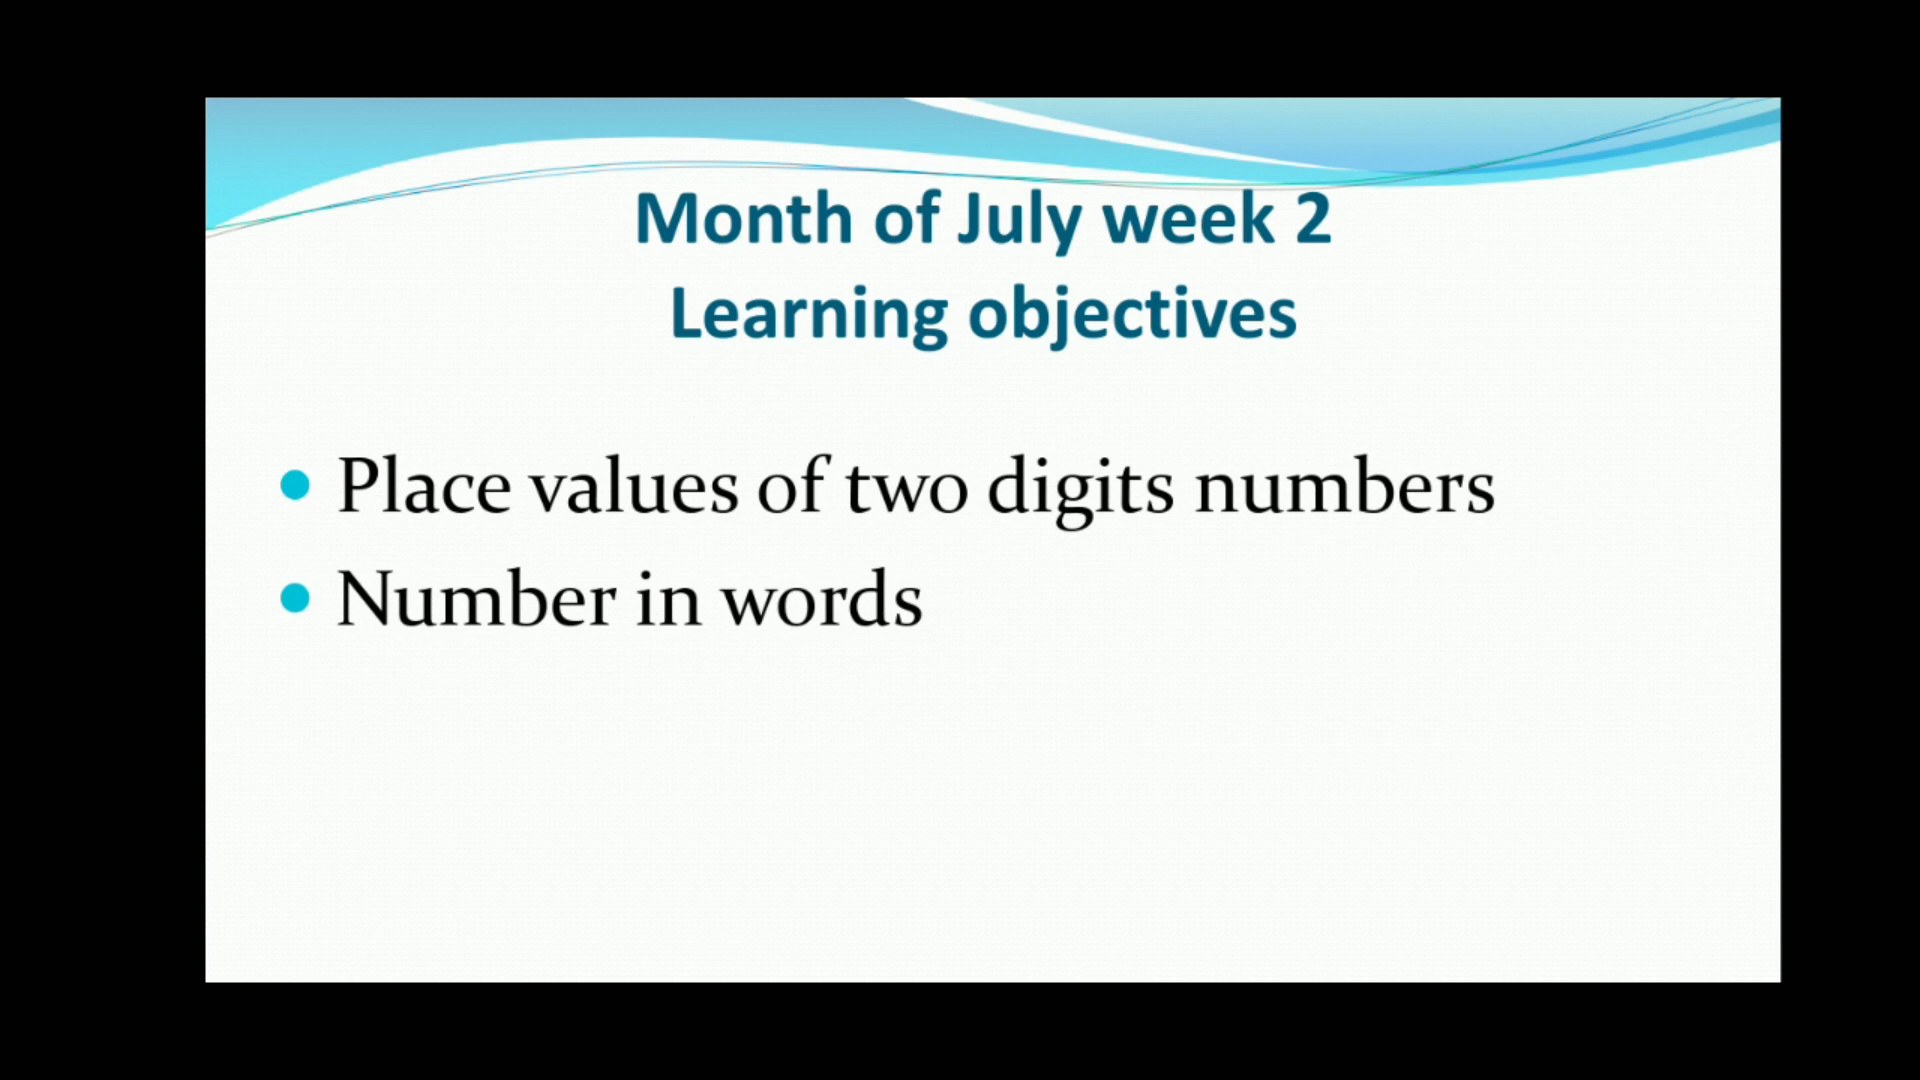 Month of July week 2
Learning objectives
Place values of two digits numbers
Number in words